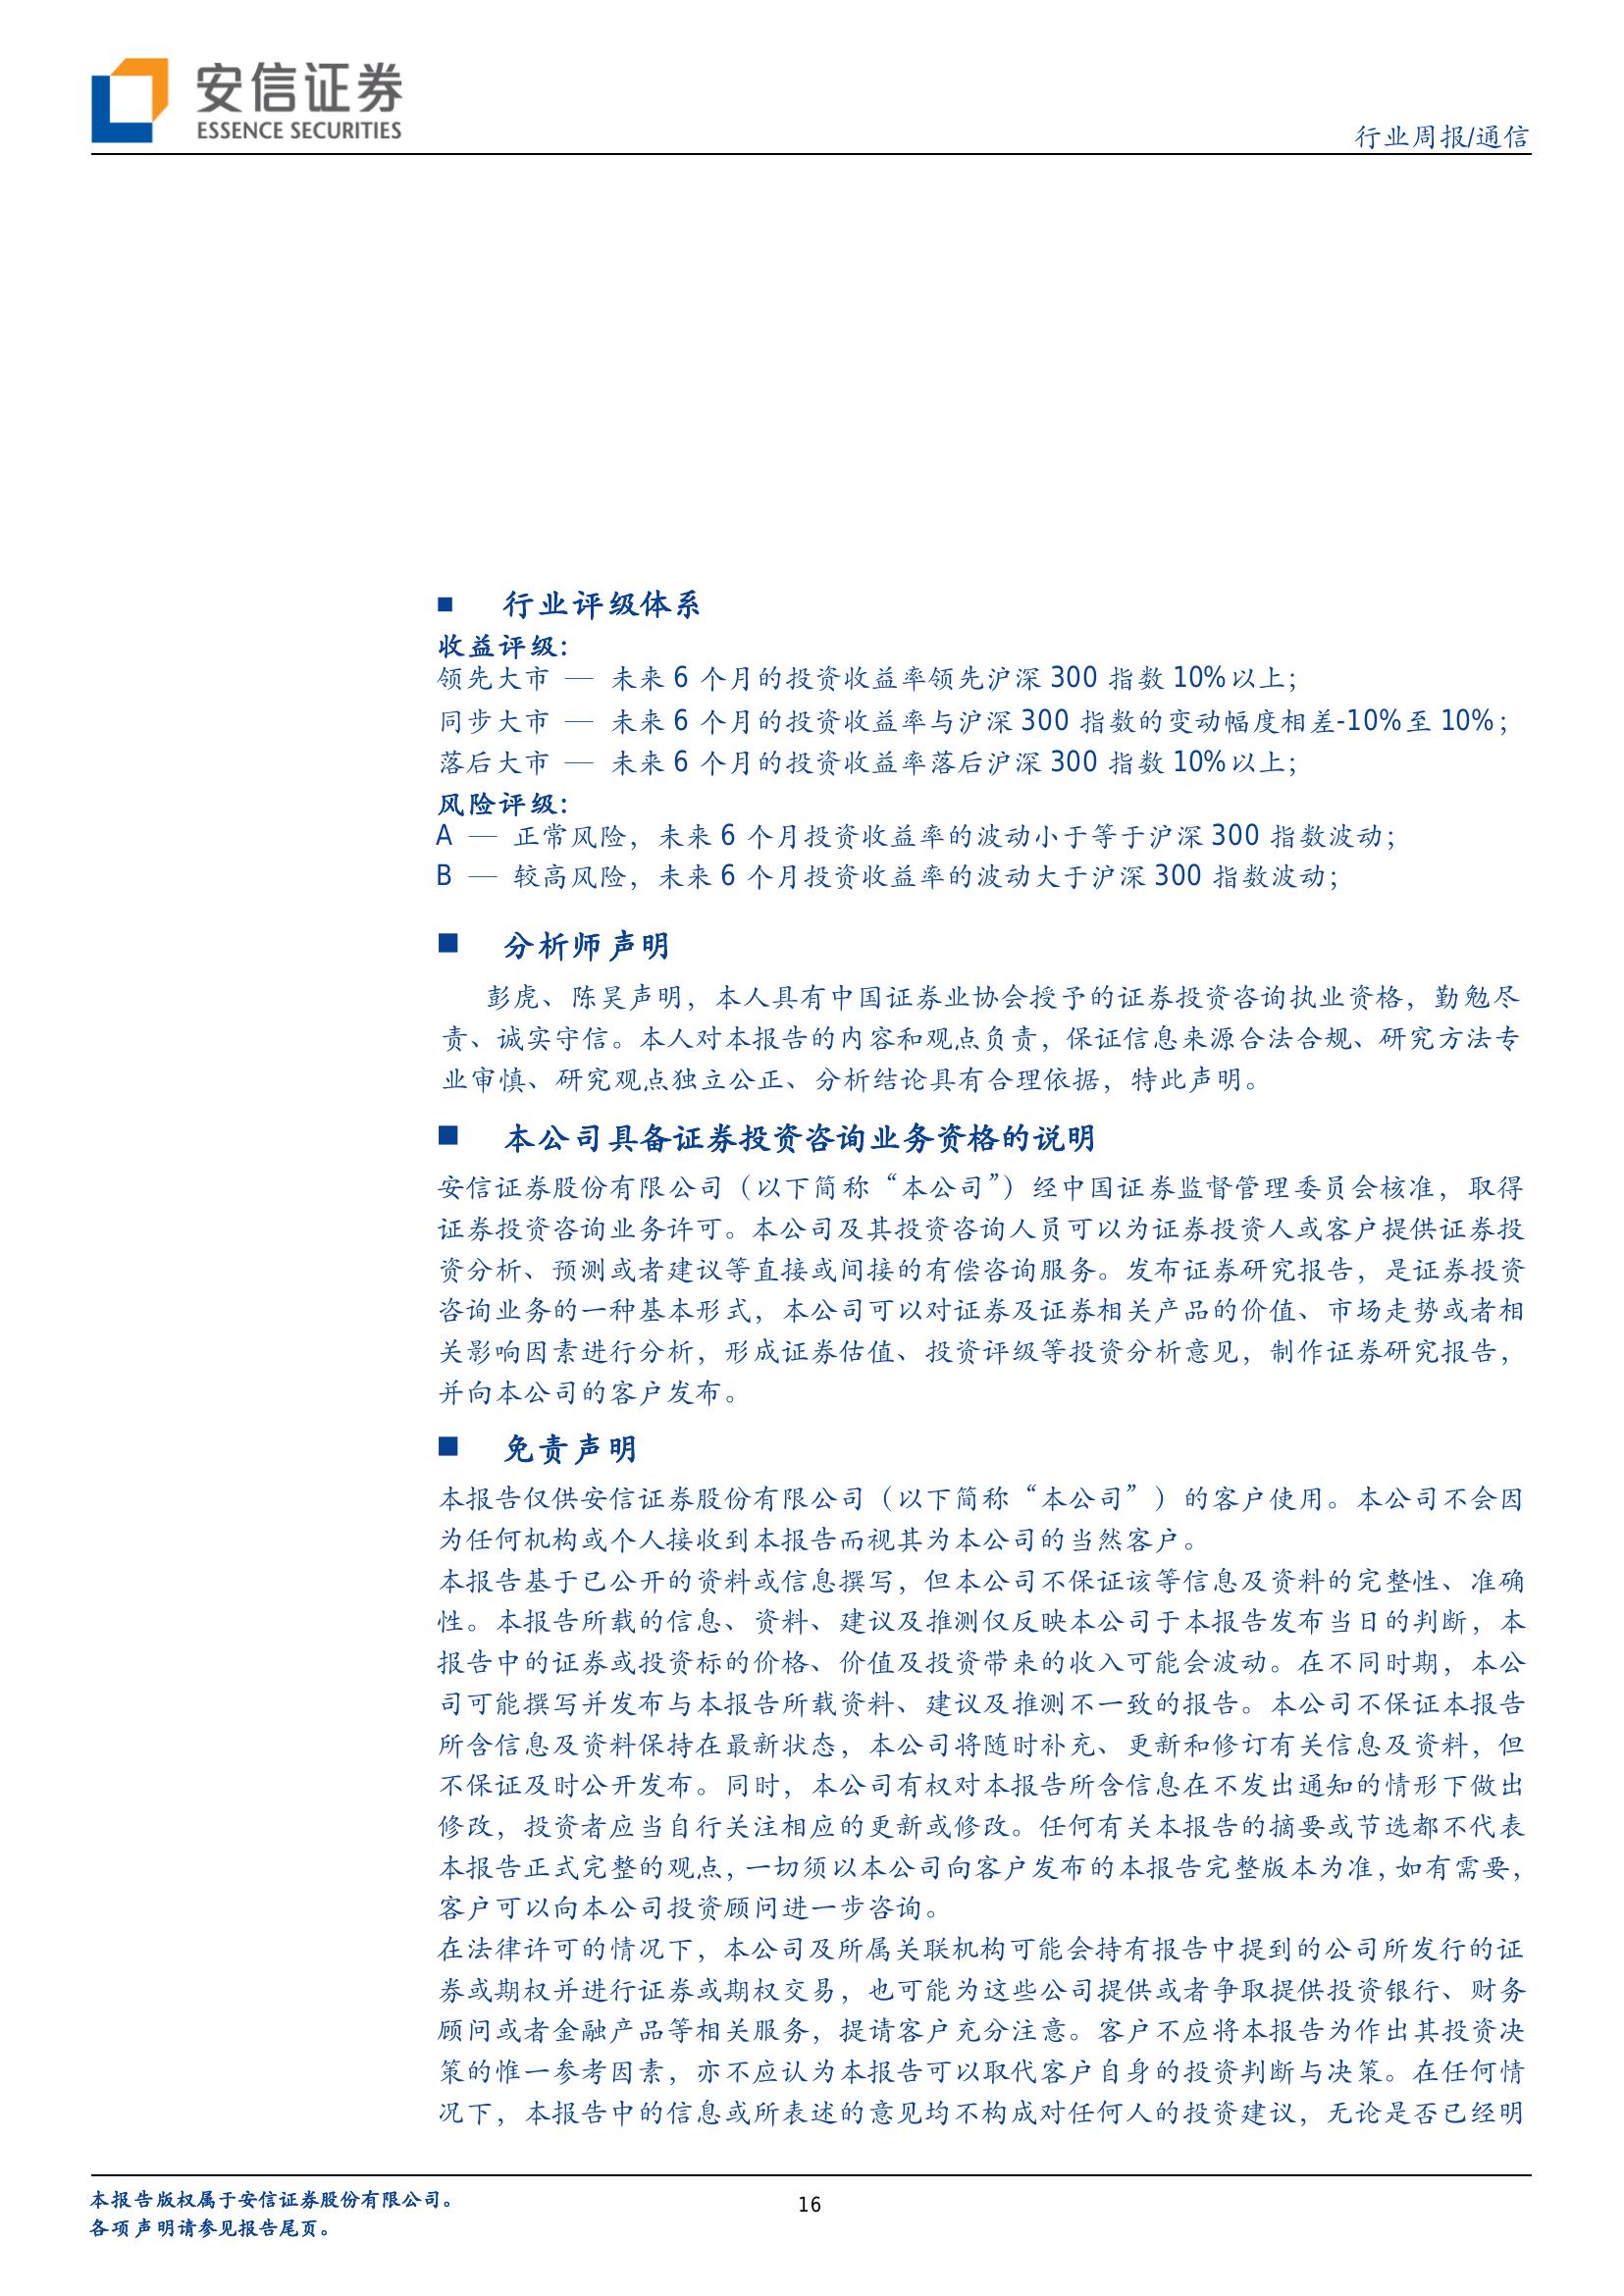 安信证券
ESSENCE SECURITIES
行业周报/通信
■ 行业评级体系
收益评级：
领先大市 — 未来 6 个月的投资收益率领先沪深 300 指数 10%以上；
同步大市 — 未来 6 个月的投资收益率与沪深 300 指数的变动幅度相差-10%至 10%；
落后大市 — 未来 6 个月的投资收益率落后沪深 300 指数 10%以上；
风险评级：
A — 正常风险，未来 6 个月投资收益率的波动小于等于沪深 300 指数波动；
B — 较高风险，未来 6 个月投资收益率的波动大于沪深 300 指数波动；
■ 分析师声明
彭虎、陈昊声明，本人具有中国证券业协会授予的证券投资咨询执业资格，勤勉尽
责、诚实守信。本人对本报告的内容和观点负责，保证信息来源合法合规、研究方法专
业审慎、研究观点独立公正、分析结论具有合理依据，特此声明。
■ 本公司具备证券投资咨询业务资格的说明
安信证券股份有限公司（以下简称“本公司”）经中国证券监督管理委员会核准，取得
证券投资咨询业务许可。本公司及其投资咨询人员可以为证券投资人或客户提供证券投
资分析、预测或者建议等直接或间接的有偿咨询服务。发布证券研究报告，是证券投资
咨询业务的一种基本形式，本公司可以对证券及证券相关产品的价值、市场走势或者相
关影响因素进行分析，形成证券估值、投资评级等投资分析意见，制作证券研究报告，
并向本公司的客户发布。
■ 免责声明
本报告仅供安信证券股份有限公司（以下简称“本公司”）的客户使用。本公司不会因
为任何机构或个人接收到本报告而视其为本公司的当然客户。
本报告基于已公开的资料或信息撰写，但本公司不保证该等信息及资料的完整性、准确
性。本报告所载的信息、资料、建议及推测仅反映本公司于本报告发布当日的判断，本
报告中的证券或投资标的价格、价值及投资带来的收入可能会波动。在不同时期，本公
司可能撰写并发布与本报告所载资料、建议及推测不一致的报告。本公司不保证本报告
所含信息及资料保持在最新状态，本公司将随时补充、更新和修订有关信息及资料，但
不保证及时公开发布。同时，本公司有权对本报告所含信息在不发出通知的情形下做出
修改，投资者应当自行关注相应的更新或修改。任何有关本报告的摘要或节选都不代表
本报告正式完整的观点，一切须以本公司向客户发布的本报告完整版本为准，如有需要，
客户可以向本公司投资顾问进一步咨询。
在法律许可的情况下，本公司及所属关联机构可能会持有报告中提到的公司所发行的证
券或期权并进行证券或期权交易，也可能为这些公司提供或者争取提供投资银行、财务
顾问或者金融产品等相关服务，提请客户充分注意。客户不应将本报告为作出其投资决
策的惟一参考因素，亦不应认为本报告可以取代客户自身的投资判断与决策。在任何情
况下，本报告中的信息或所表述的意见均不构成对任何人的投资建议，无论是否已经明
本报告版权属于安信证券股份有限公司。
各项声明请参见报告尾页。
16